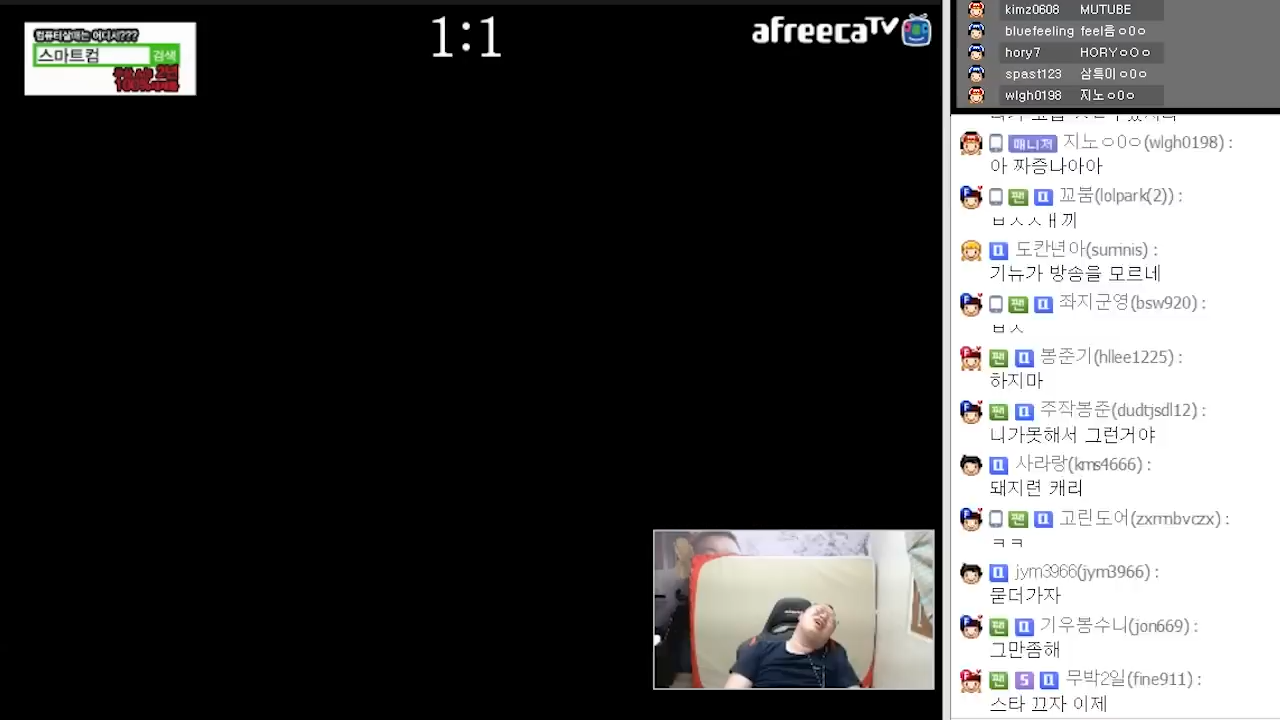 컴퓨터살때는 어디서???
스마트컴 검색
1:1
afreecaTV
kimz0608 MUTUBE
bluefeeling feel홈ㅇ0ㅇ
hory7 HORYㅇ0ㅇ
spast123 삼특이ㅇ0ㅇ
wlgh0198 지노ㅇ0ㅇ
매니저 지노ㅇ0ㅇ(wlgh0198) :
아 짜증나아아
팬 꼬붐(lolpark(2)) :
ㅂㅅㅅㅐ끼
도칸년아(sumnis) :
기뉴가 방송을 모르네
팬 좌지군영(bsw920) :
ㅂㅅ
팬 봉준기(hllee1225) :
하지마
팬 주작봉준(dudtjsdl12) :
니가못해서 그런거야
사라랑(kms4666) :
돼지련 캐리
팬 고린도어(zxmnbvczx) :
ㅋㅋ
jym3966(jym3966) :
묻더가자
팬 기우봉수니(jon669) :
그만좀해
팬 S 무박2일(fine911) :
스타 끄자 이제